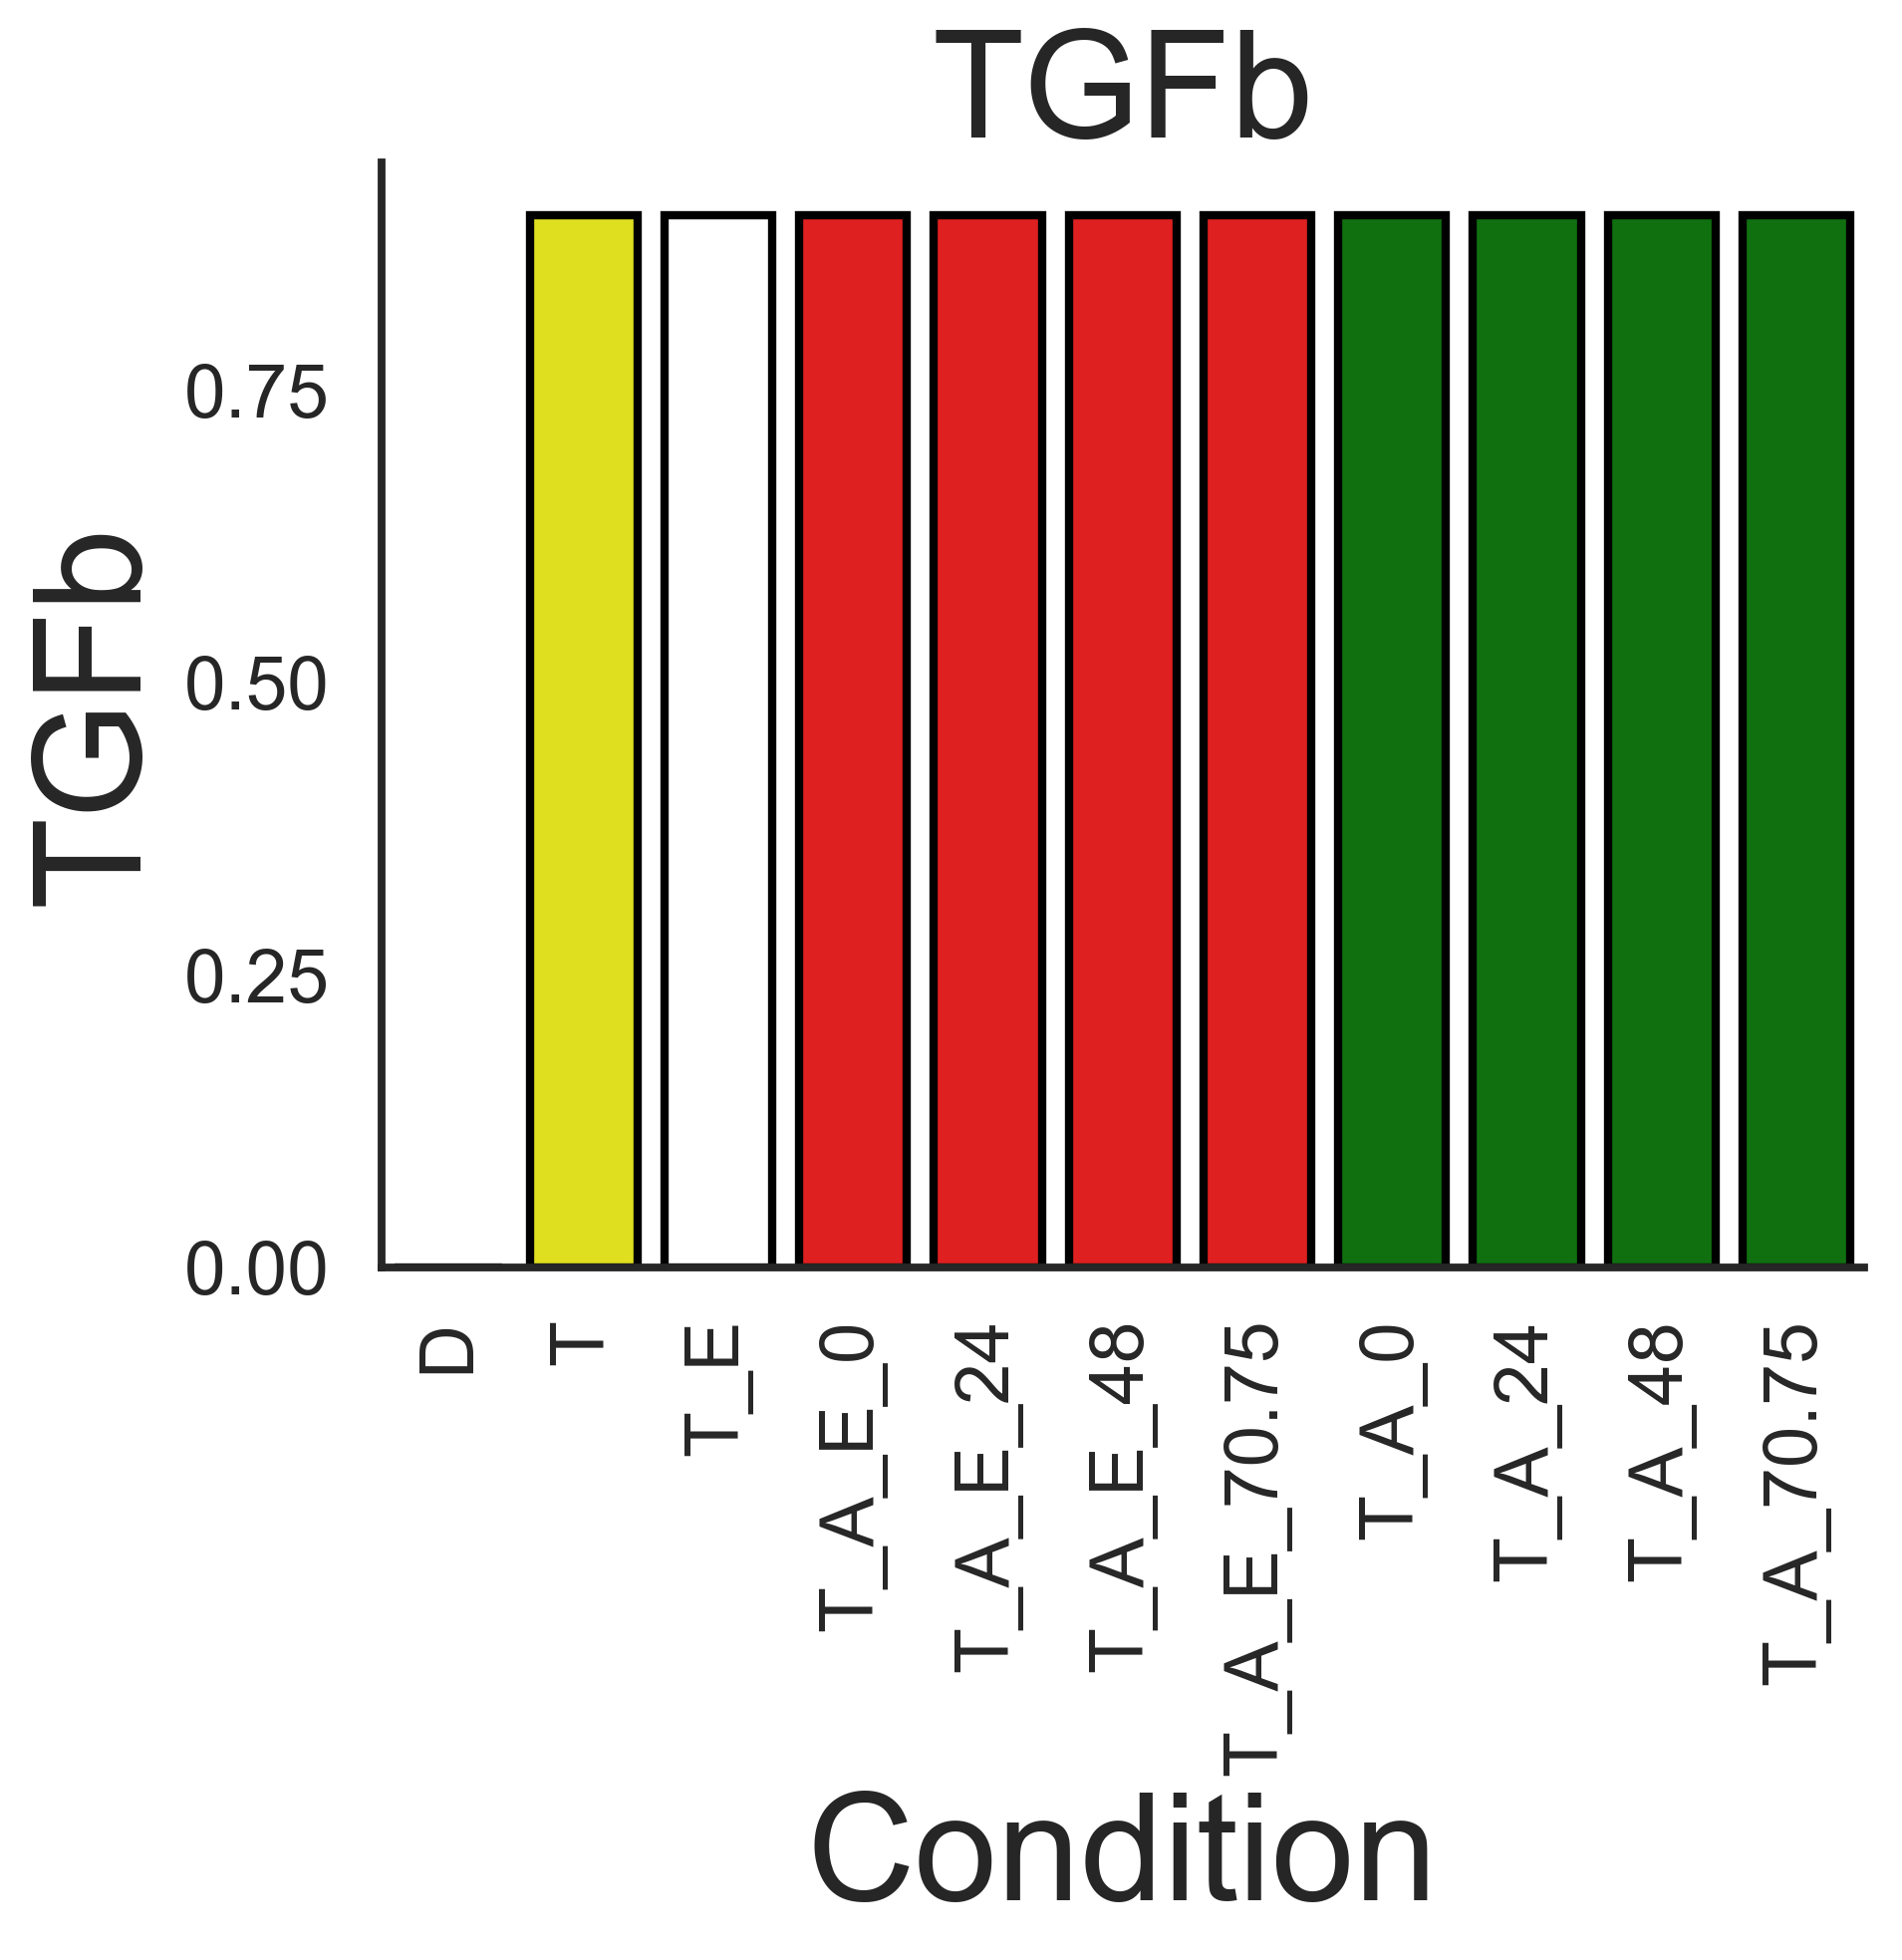 TGFb
TGFb
0.75
0.50
0.25
0.00
D
T
T_E
T_A_E_0
T_A_E_24
T_A_E_48
T_A_E_70.75
T_A_0
T_A_24
T_A_48
T_A_70.75
Condition